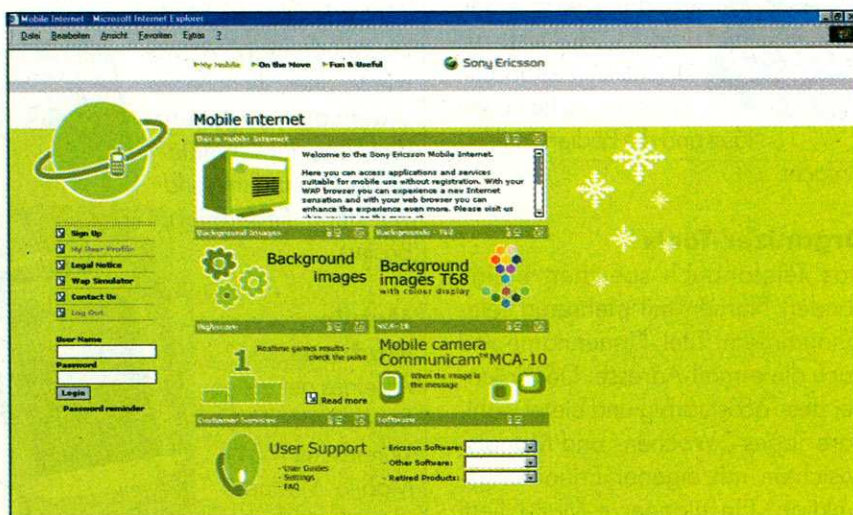 Mobile Internet - Microsoft Internet Explorer
Datei Bearbeiten Ansicht Favoriten Extras ?
My Mobile On the Move Fun & Useful Sony Ericsson
Mobile internet
This is Mobile Internet
Welcome to the Sony Ericsson Mobile Internet.
Here you can access applications and services
suitable for mobile use without registration. With your
WAP browser you can experience a new Internet
sensation and with your web browser you can
enhance the experience even more. Please visit us
when you are on the move at
Sign Up
My User Profile
Legal Notice
Wap Simulator
Contact Us
Log Out
User Name
Password
Login
Password reminder
Background Images
Background
images
Backgrounds - T68
Background
images T68
with colour display
Highscore
1
Realtime games results -
check the pulse
Read more
MCA-10
Mobile camera
Communicam™MCA-10
When the image is
the message
Customer Services
User Support
- User Guides
- Settings
- FAQ
Software
- Ericsson Software:
- Other Software:
- Retired Products: